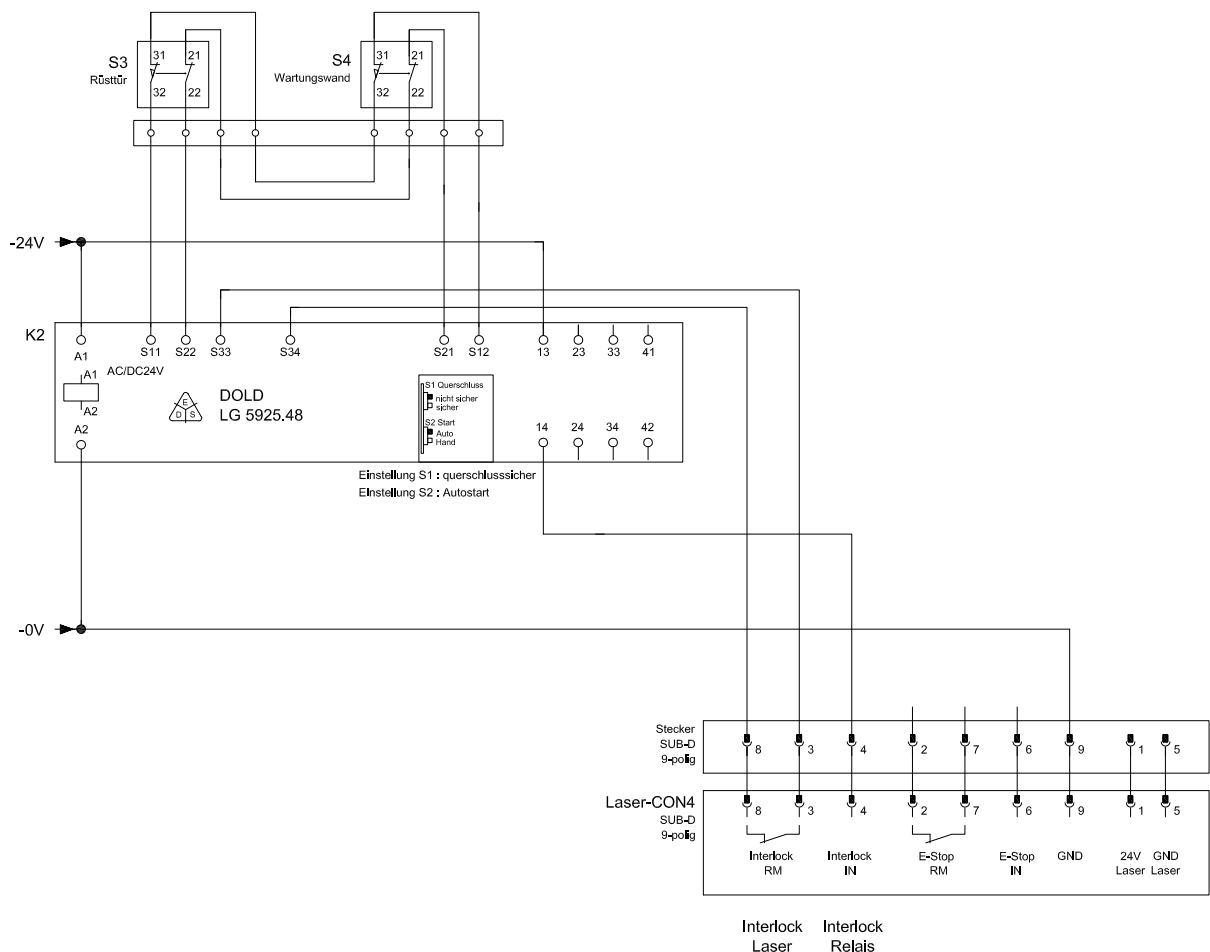 S3
Rüsttür
31 21
32 22
S4
Wartungswand
31 21
32 22
-24V
K2
A1 S11 S22 S33 S34 S21 S12 13 23 33 41
A1
AC/DC24V
A2
A2
E
D S
DOLD
LG 5925.48
S1 Querschluss
nicht sicher
sicher
S2 Start
Auto
Hand
14 24 34 42
Einstellung S1 : querschlusssicher
EInstellung S2 : Autostart
-0V
Stecker
SUB-D
9-polig
8 3 4 2 7 6 9 1 5
Laser-CON4
SUB-D
9-polig
8 3 4 2 7 6 9 1 5
Interlock
RM
Interlock
IN
E-Stop
RM
E-Stop
IN
GND
24V
Laser
GND
Laser
Interlock
Laser
Interlock
Relais